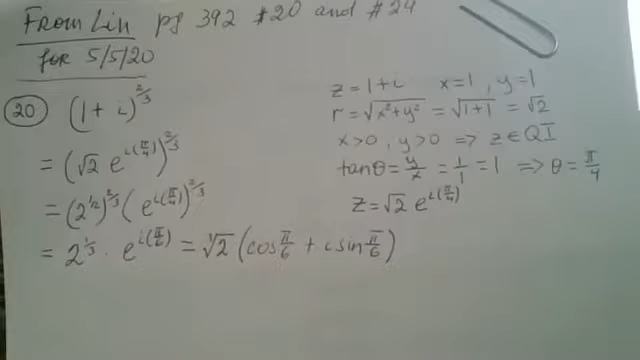 From Lin pg 392 #20 and #24
for 5/5/20
20 (1 + i)^{2/3}
= (√2 e^{i(π/4)})^{2/3}
= (2^{1/2})^{2/3} (e^{i(π/4)})^{2/3}
= 2^{1/3} · e^{i(π/6)} = ∛2 (cos π/6 + i sin π/6)
z = 1 + i x = 1, y = 1
r = √x²+y² = √1+1 = √2
x > 0, y > 0 ⇒ z ∈ QI
tanθ = y/x = 1/1 = 1 ⇒ θ = π/4
z = √2 e^{i(π/4)}